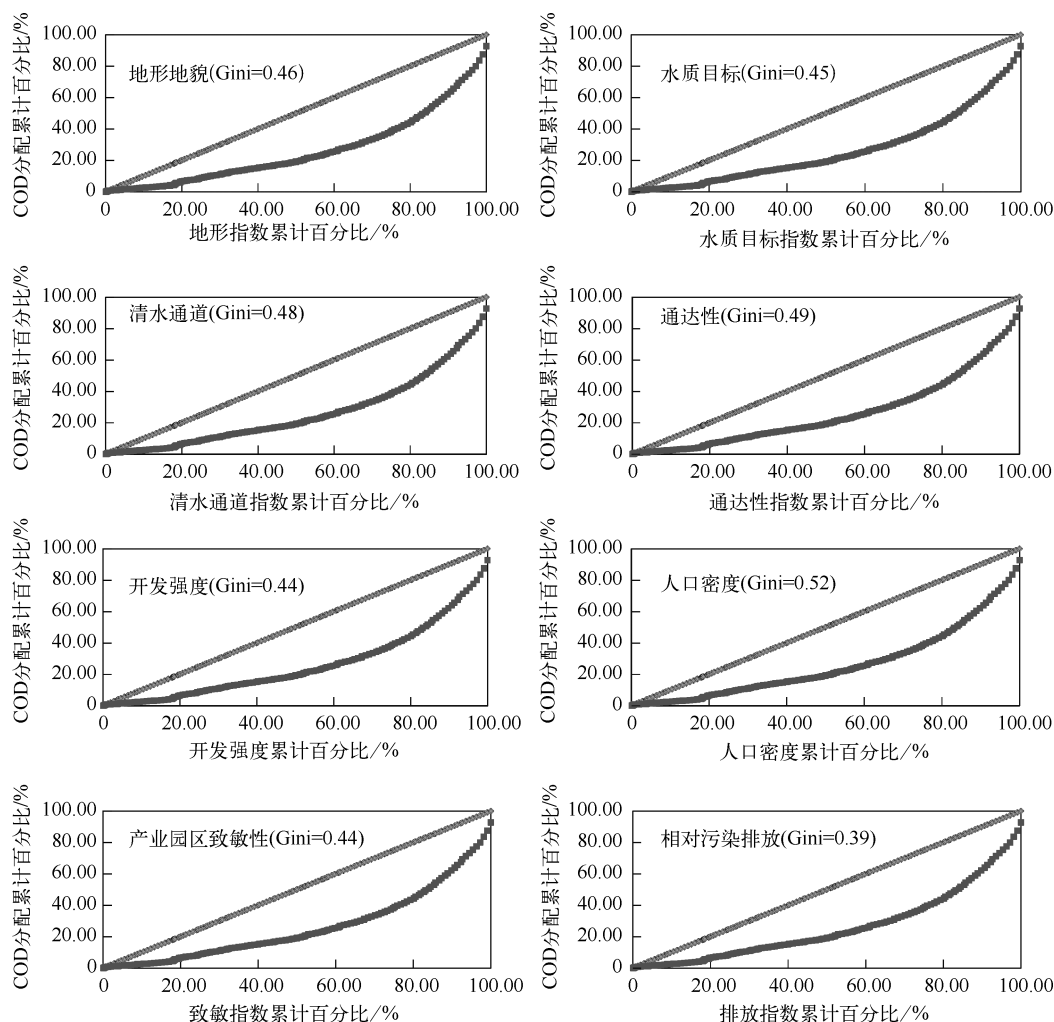 COD分配累计百分比/%
100.00
80.00
60.00
40.00
20.00
0
地形地貌(Gini=0.46)
0 20.00 40.00 60.00 80.00 100.00
地形指数累计百分比/%
COD分配累计百分比/%
100.00
80.00
60.00
40.00
20.00
0
水质目标(Gini=0.45)
0 20.00 40.00 60.00 80.00 100.00
水质目标指数累计百分比/%
COD分配累计百分比/%
100.00
80.00
60.00
40.00
20.00
0
清水通道(Gini=0.48)
0 20.00 40.00 60.00 80.00 100.00
清水通道指数累计百分比/%
COD分配累计百分比/%
100.00
80.00
60.00
40.00
20.00
0
通达性(Gini=0.49)
0 20.00 40.00 60.00 80.00 100.00
通达性指数累计百分比/%
COD分配累计百分比/%
100.00
80.00
60.00
40.00
20.00
0
开发强度(Gini=0.44)
0 20.00 40.00 60.00 80.00 100.00
开发强度累计百分比/%
COD分配累计百分比/%
100.00
80.00
60.00
40.00
20.00
0
人口密度(Gini=0.52)
0 20.00 40.00 60.00 80.00 100.00
人口密度累计百分比/%
COD分配累计百分比/%
100.00
80.00
60.00
40.00
20.00
0
产业园区致敏性(Gini=0.44)
0 20.00 40.00 60.00 80.00 100.00
致敏指数累计百分比/%
COD分配累计百分比/%
100.00
80.00
60.00
40.00
20.00
0
相对污染排放(Gini=0.39)
0 20.00 40.00 60.00 80.00 100.00
排放指数累计百分比/%